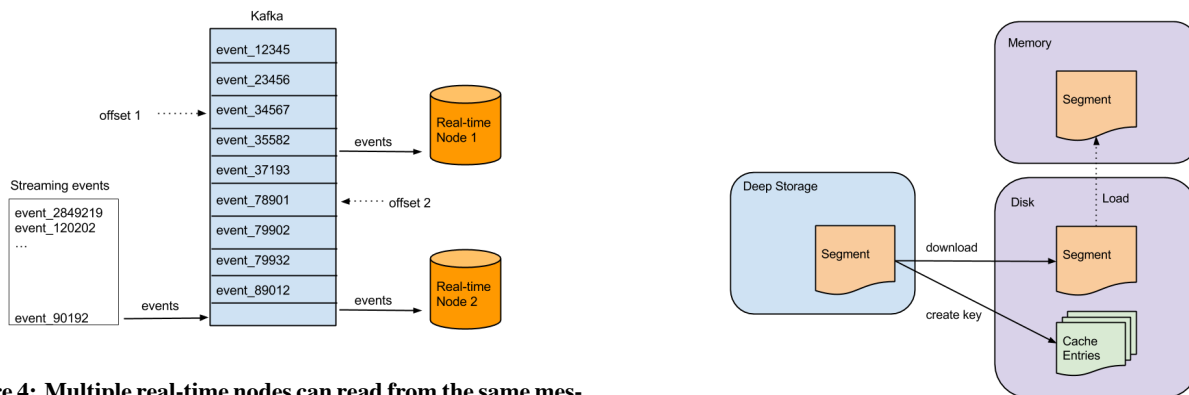 Kafka
event_12345
event_23456
event_34567
event_35582
event_37193
event_78901
event_79902
event_79932
event_89012
offset 1
offset 2
Streaming events
event_2849219
event_120202
…
event_90192
events
events
Real-time
Node 1
events
Real-time
Node 2
re 4: Multiple real-time nodes can read from the same mes-
Memory
Segment
Deep Storage
Segment
download
create key
Disk
Load
Segment
Cache
Entries